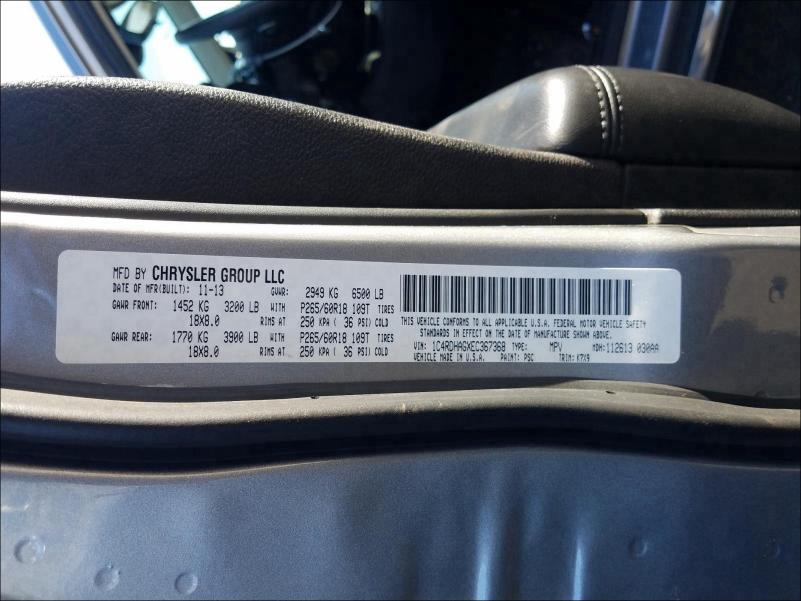 MFD BY CHRYSLER GROUP LLC
DATE OF MFR(BUILT): 11-13 GVWR: 2949 KG 6500 LB
GAWR FRONT: 1452 KG 3200 LB WITH P265/60R18 109T TIRES
18X8.0 RIMS AT 250 KPA ( 36 PSI) COLD
GAWR REAR: 1770 KG 3900 LB WITH P265/60R18 109T TIRES
18X8.0 RIMS AT 250 KPA ( 36 PSI) COLD
THIS VEHICLE CONFORMS TO ALL APPLICABLE U.S.A. FEDERAL MOTOR VEHICLE SAFETY
STANDARDS IN EFFECT ON THE DATE OF MANUFACTURE SHOWN ABOVE.
VIN: 1C4RDHAGXEC367368 TYPE: MPV MDH: 112613 030AA
VEHICLE MADE IN U.S.A. PAINT: PSC TRIM: K7X9